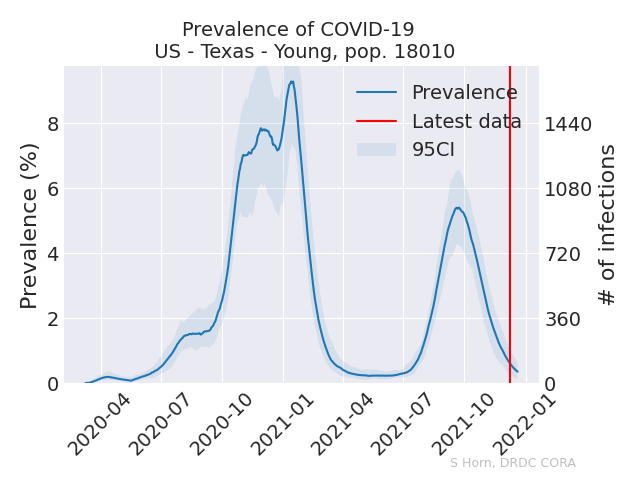 Prevalence of COVID-19
US - Texas - Young, pop. 18010
Prevalence
Latest data
95CI
Prevalence (%)
8
6
4
2
0
1440
1080
720
360
0
# of infections
2020-04
2020-07
2020-10
2021-01
2021-04
2021-07
2021-10
2022-01
S Horn, DRDC CORA